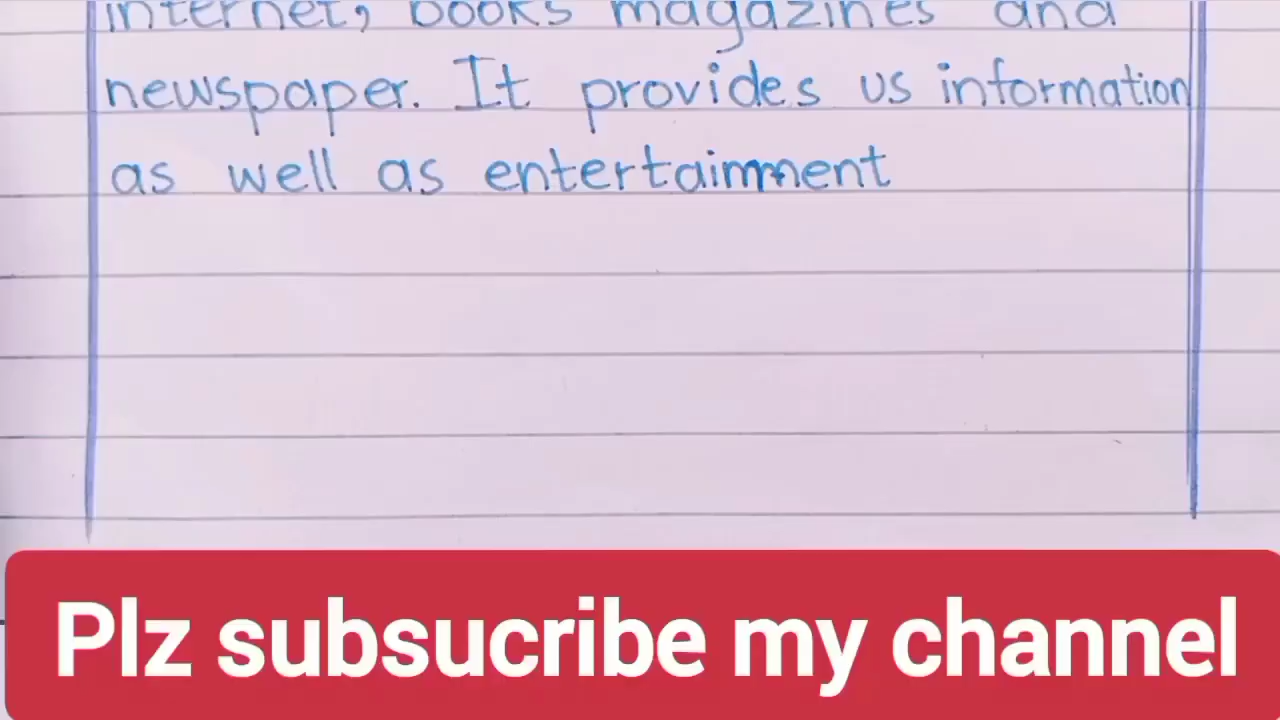 internet, books magazines and
newspaper. It provides us information
as well as entertainment
Plz subsucribe my channel